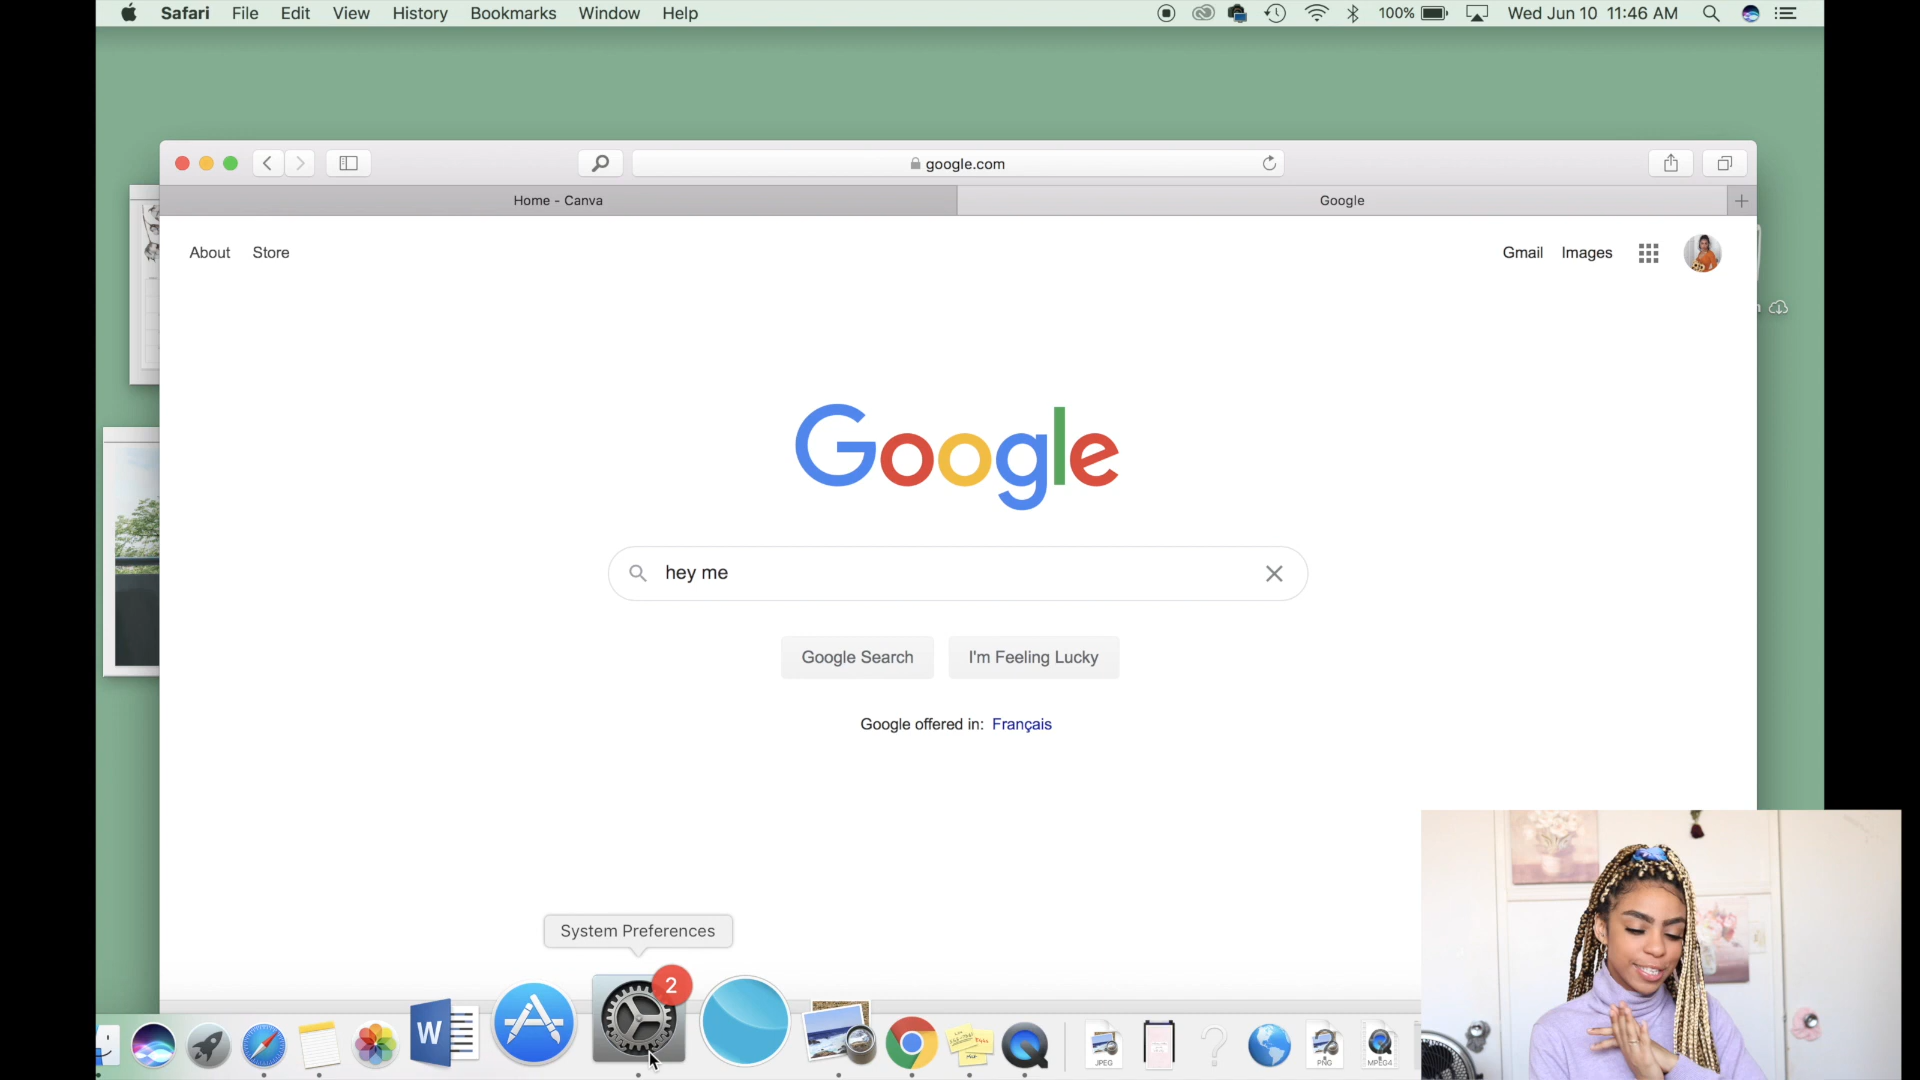 Safari File Edit View History Bookmarks Window Help 100% Wed Jun 10 11:46 AM
google.com
Home - Canva Google
About Store Gmail Images
Google
hey me
Google Search I'm Feeling Lucky
Google offered in: Français
System Preferences
2
W
JPEG PNG MPEG4